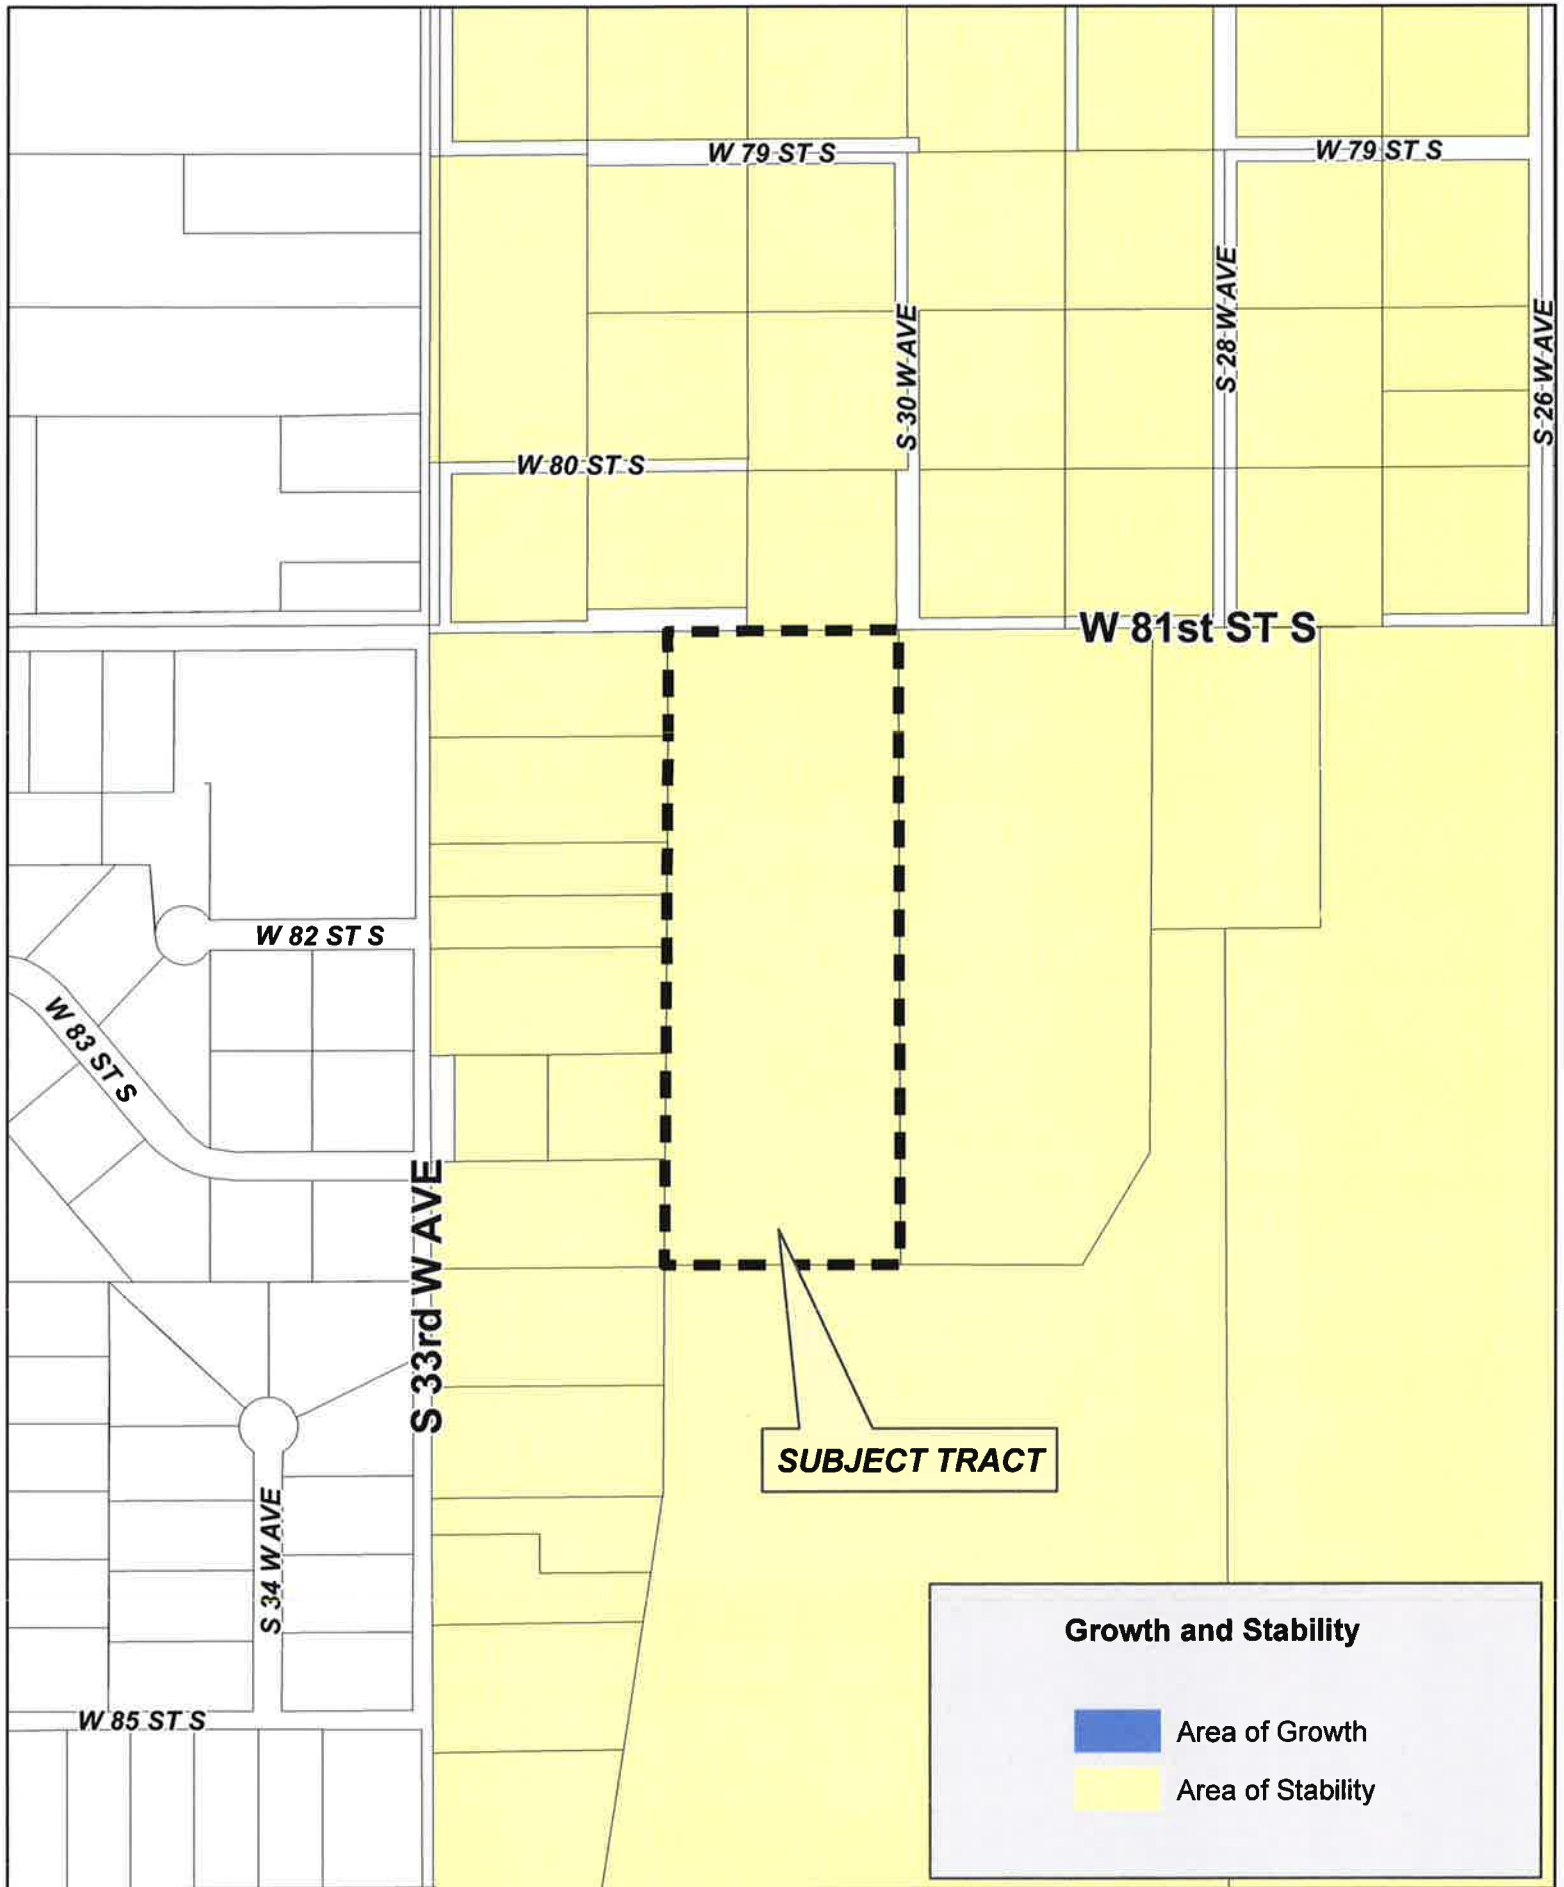 W 79 ST S
W 79 ST S
S 28 W AVE
S 30 W AVE
S 26 W AVE
W 80 ST S
W 81st ST S
W 82 ST S
W 83 ST S
S 33rd W AVE
SUBJECT TRACT
S 34 W AVE
W 85 ST S
Growth and Stability
Area of Growth
Area of Stability